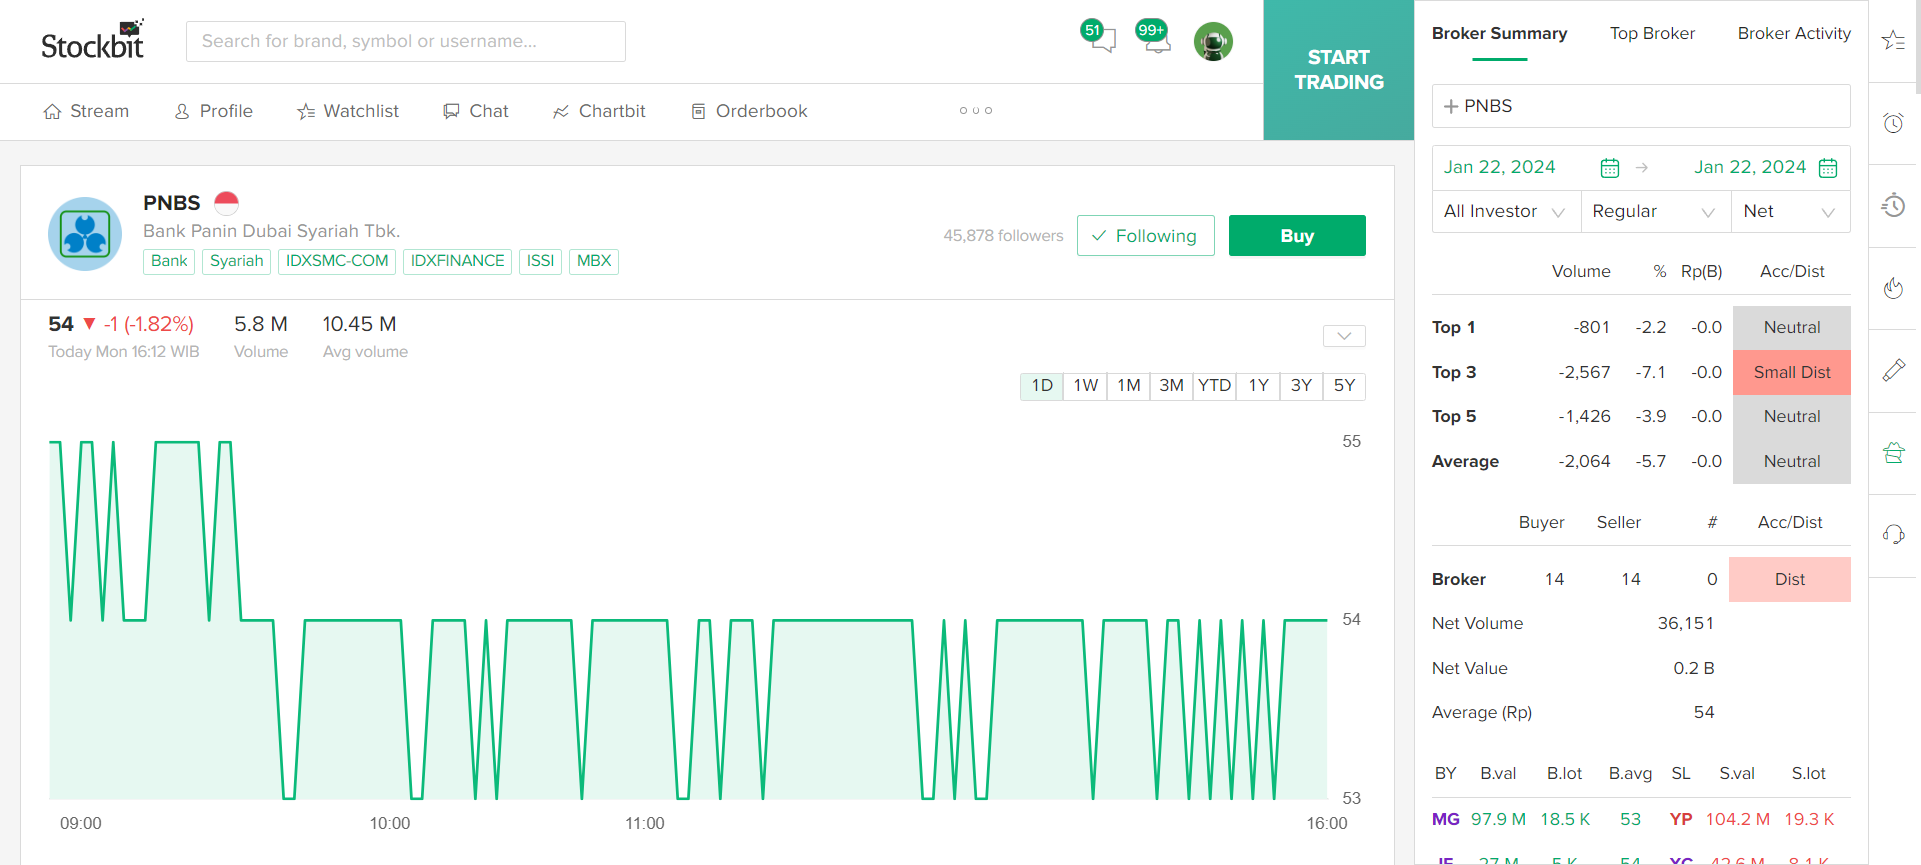 Stockbit
Search for brand, symbol or username...
51
99+
START
TRADING
Stream
Profile
Watchlist
Chat
Chartbit
Orderbook
PNBS
Bank Panin Dubai Syariah Tbk.
Bank Syariah IDXSMC-COM IDXFINANCE ISSI MBX
45,878 followers
Following
Buy
54 -1 (-1.82%) 5.8 M 10.45 M
Today Mon 16:12 WIB Volume Avg volume
1D 1W 1M 3M YTD 1Y 3Y 5Y
55
54
53
09:00 10:00 11:00 16:00
Broker Summary Top Broker Broker Activity
PNBS
Jan 22, 2024 Jan 22, 2024
All Investor Regular Net
Volume % Rp(B) Acc/Dist
Top 1 -801 -2.2 -0.0 Neutral
Top 3 -2,567 -7.1 -0.0 Small Dist
Top 5 -1,426 -3.9 -0.0 Neutral
Average -2,064 -5.7 -0.0 Neutral
Buyer Seller # Acc/Dist
Broker 14 14 0 Dist
Net Volume 36,151
Net Value 0.2 B
Average (Rp) 54
BY B.val B.lot B.avg SL S.val S.lot
MG 97.9 M 18.5 K 53 YP 104.2 M 19.3 K